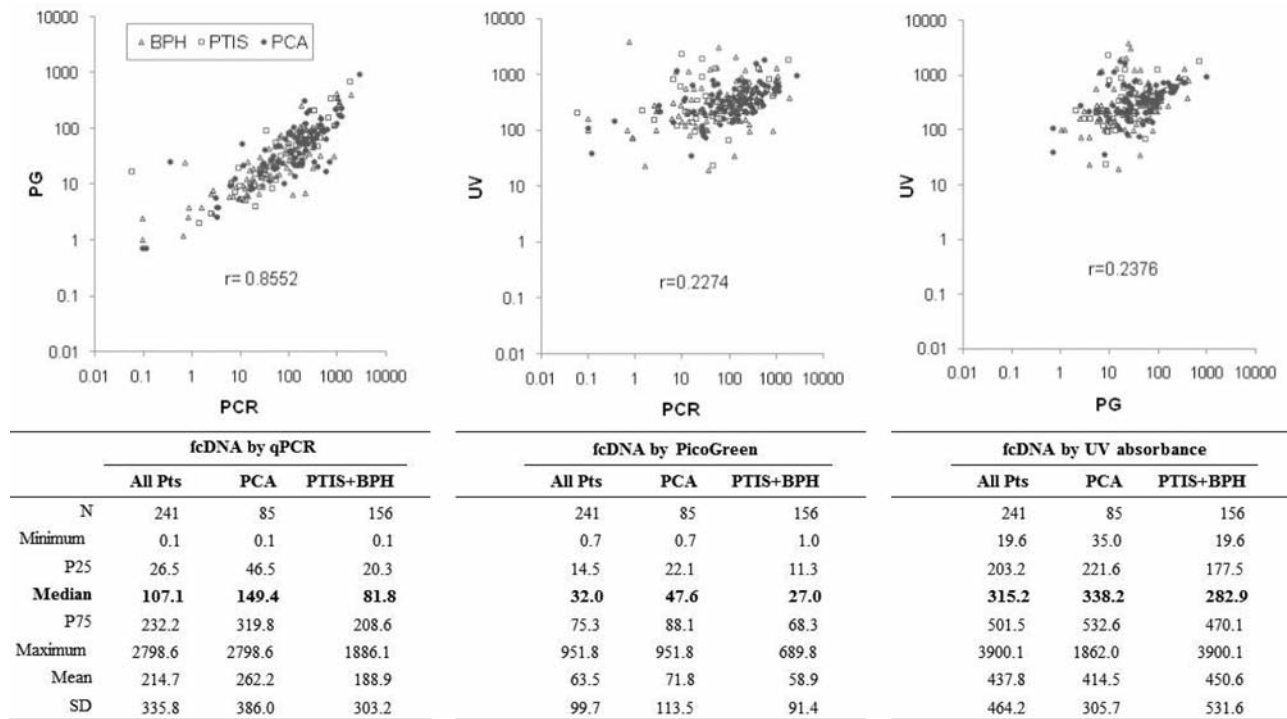 10000
1000
100
10
1
0.1
0.01
PG
BPH PTIS PCA
r= 0.8552
0.01 0.1 1 10 100 1000 10000
PCR
10000
1000
100
10
1
0.1
0.01
UV
r=0.2274
0.01 0.1 1 10 100 1000 10000
PCR
10000
1000
100
10
1
0.1
0.01
UV
r=0.2376
0.01 0.1 1 10 100 1000 10000
PG
fcDNA by qPCR fcDNA by PicoGreen fcDNA by UV absorbance
All Pts PCA PTIS+BPH All Pts PCA PTIS+BPH All Pts PCA PTIS+BPH
N 241 85 156 241 85 156 241 85 156
Minimum 0.1 0.1 0.1 0.7 0.7 1.0 19.6 35.0 19.6
P25 26.5 46.5 20.3 14.5 22.1 11.3 203.2 221.6 177.5
Median 107.1 149.4 81.8 32.0 47.6 27.0 315.2 338.2 282.9
P75 232.2 319.8 208.6 75.3 88.1 68.3 501.5 532.6 470.1
Maximum 2798.6 2798.6 1886.1 951.8 951.8 689.8 3900.1 1862.0 3900.1
Mean 214.7 262.2 188.9 63.5 71.8 58.9 437.8 414.5 450.6
SD 335.8 386.0 303.2 99.7 113.5 91.4 464.2 305.7 531.6